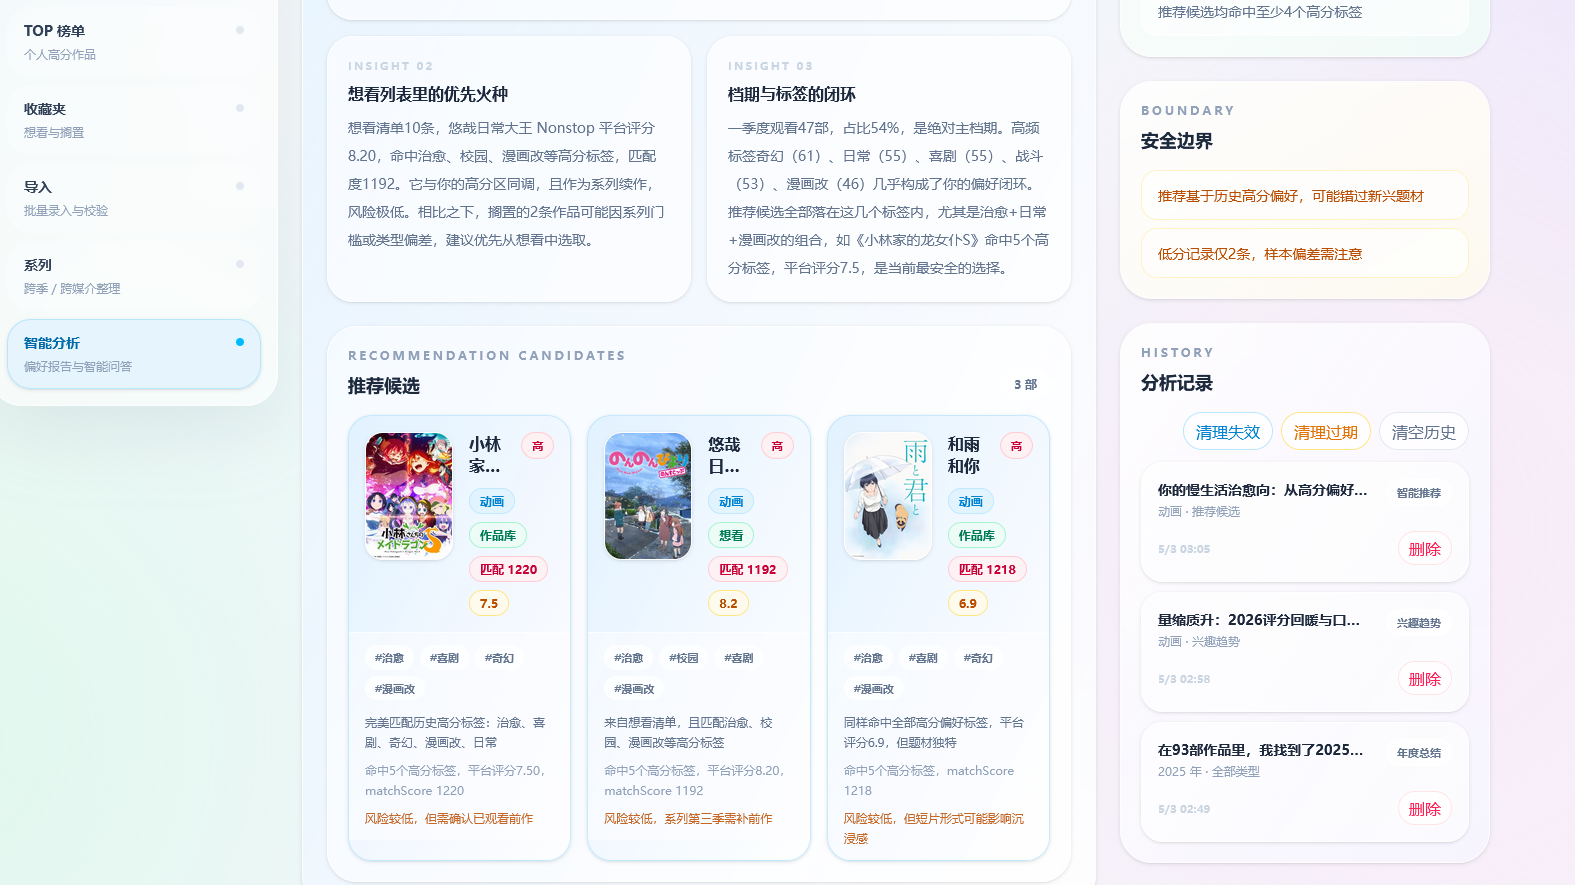 TOP 榜单
个人高分作品
收藏夹
想看与搁置
导入
批量录入与校验
系列
跨季 / 跨媒介整理
智能分析
偏好报告与智能问答
INSIGHT 02
想看列表里的优先火种
想看清单10条，悠哉日常大王 Nonstop 平台评分
8.20，命中治愈、校园、漫画改等高分标签，匹配
度1192。它与你的高分区同调，且作为系列续作，
风险极低。相比之下，搁置的2条作品可能因系列门
槛或类型偏差，建议优先从想看中选取。
INSIGHT 03
档期与标签的闭环
一季度观看47部，占比54%，是绝对主档期。高频
标签奇幻（61）、日常（55）、喜剧（55）、战斗
（53）、漫画改（46）几乎构成了你的偏好闭环。
推荐候选全部落在这几个标签内，尤其是治愈+日常
+漫画改的组合，如《小林家的龙女仆S》命中5个高
分标签，平台评分7.5，是当前最安全的选择。
RECOMMENDATION CANDIDATES
推荐候选
3 部
小林
家...
高
动画
作品库
匹配 1220
7.5
小林さんちの
メイドラゴンS
#治愈
#喜剧
#奇幻
#漫画改
完美匹配历史高分标签：治愈、喜
剧、奇幻、漫画改、日常
命中5个高分标签，平台评分7.50，
matchScore 1220
风险较低，但需确认已观看前作
悠哉
日...
高
动画
想看
匹配 1192
8.2
のんのんびより
#治愈
#校园
#喜剧
#漫画改
来自想看清单，且匹配治愈、校
园、漫画改等高分标签
命中5个高分标签，平台评分8.20，
matchScore 1192
风险较低，系列第三季需补前作
和雨
和你
高
动画
作品库
匹配 1218
6.9
雨と
君と
#治愈
#喜剧
#奇幻
#漫画改
同样命中全部高分偏好标签，平台
评分6.9，但题材独特
命中5个高分标签，matchScore
1218
风险较低，但短片形式可能影响沉
浸感
推荐候选均命中至少4个高分标签
BOUNDARY
安全边界
推荐基于历史高分偏好，可能错过新兴题材
低分记录仅2条，样本偏差需注意
HISTORY
分析记录
清理失效
清理过期
清空历史
你的慢生活治愈向：从高分偏好...
智能推荐
动画 · 推荐候选
5/3 03:05
删除
量缩质升：2026评分回暖与口...
兴趣趋势
动画 · 兴趣趋势
5/3 02:58
删除
在93部作品里，我找到了2025...
年度总结
2025 年 · 全部类型
5/3 02:49
删除